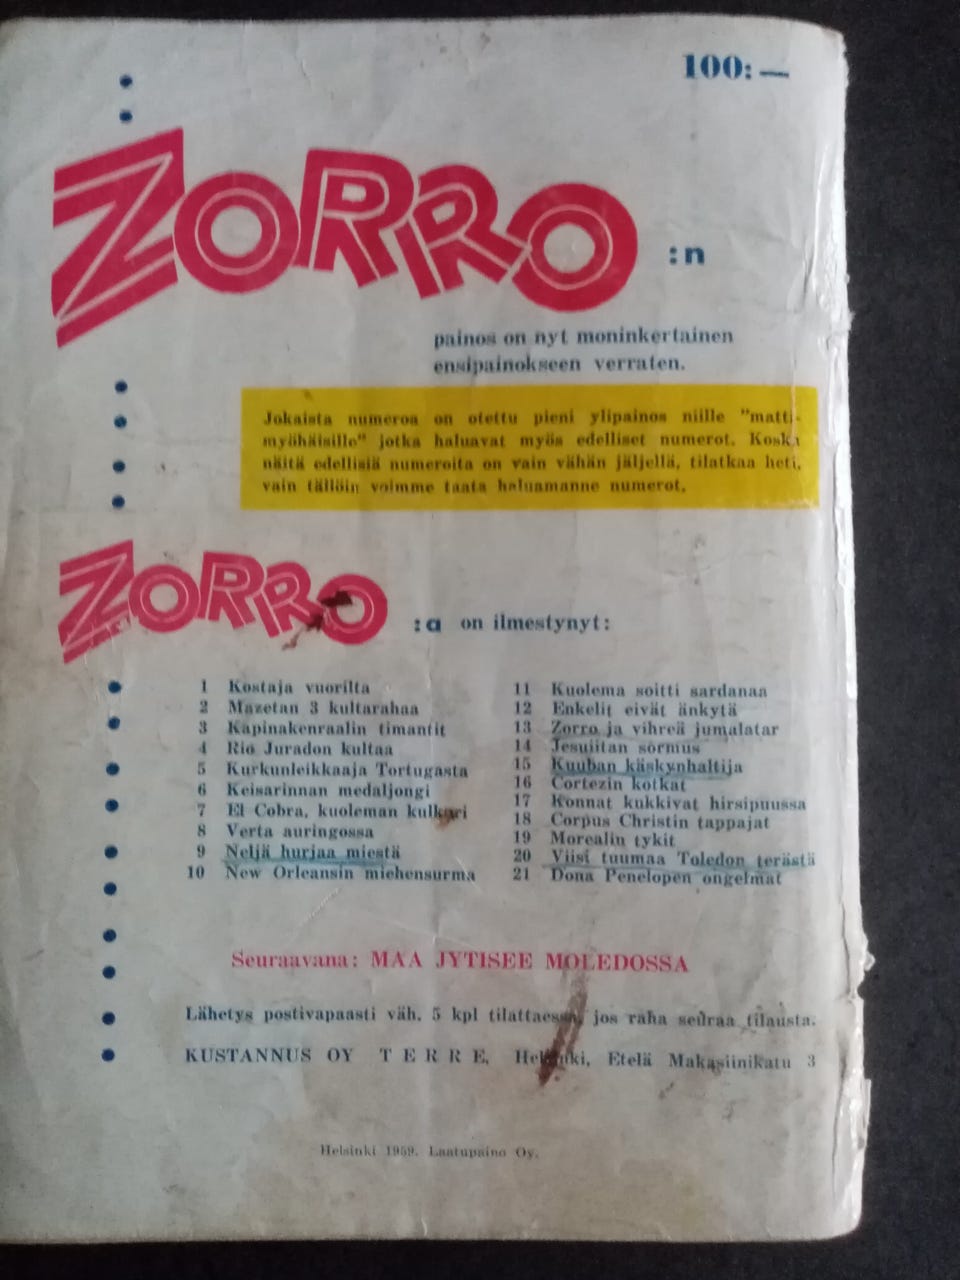 100:—
ZORRO :n
painos on nyt moninkertainen
ensipainokseen verraten.
Jokaista numeroa on otettu pieni ylipainos niille "matti-
myöhäisille" jotka haluavat myös edelliset numerot. Koska
näitä edellisiä numeroita on vain vähän jäljellä, tilatkaa heti,
vain tällöin voimme taata haluamanne numerot.
ZORRO :a on ilmestynyt:
1 Kostaja vuorilta
2 Mazetan 3 kultarahaa
3 Kapinakenraalin timantit
4 Rio Juradon kultaa
5 Kurkunleikkaaja Tortugasta
6 Keisarinnan medaljongi
7 El Cobra, kuoleman kulkuri
8 Verta auringossa
9 Neljä hurjaa miestä
10 New Orleansin miehensurma
11 Kuolema soitti sardanaa
12 Enkelit eivät änkytä
13 Zorro ja vihreä jumalatar
14 Jesuiitan sormus
15 Kuuban käskynhaltija
16 Cortezin kotkat
17 Konnat kukkivat hirsipuussa
18 Corpus Christin tappajat
19 Morealin tykit
20 Viisi tuumaa Toledon terästä
21 Dona Penelopen ongelmat
Seuraavana: MAA JYTISEE MOLEDOSSA
Lähetys postivapaasti väh. 5 kpl tilattaessa, jos raha seuraa tilausta.
KUSTANNUS OY TERRE, Helsinki, Etelä Makasiinikatu 3
Helsinki 1959. Laatupaino Oy.